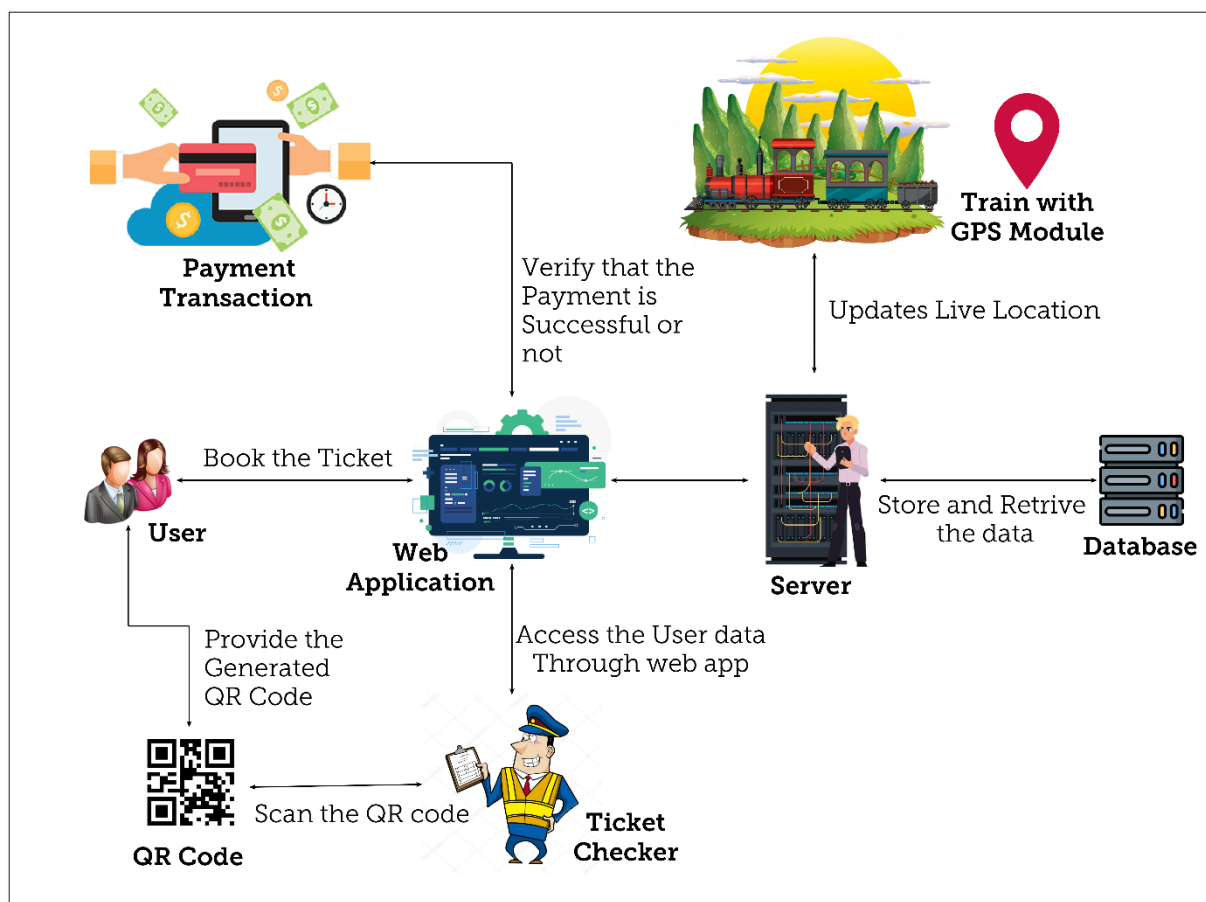 Payment
Transaction
Train with
GPS Module
Verify that the
Payment is
Successful or
not
Updates Live Location
Book the Ticket
User
Web
Application
Server
Store and Retrive
the data
Database
Provide the
Generated
QR Code
Access the User data
Through web app
Scan the QR code
QR Code
Ticket
Checker